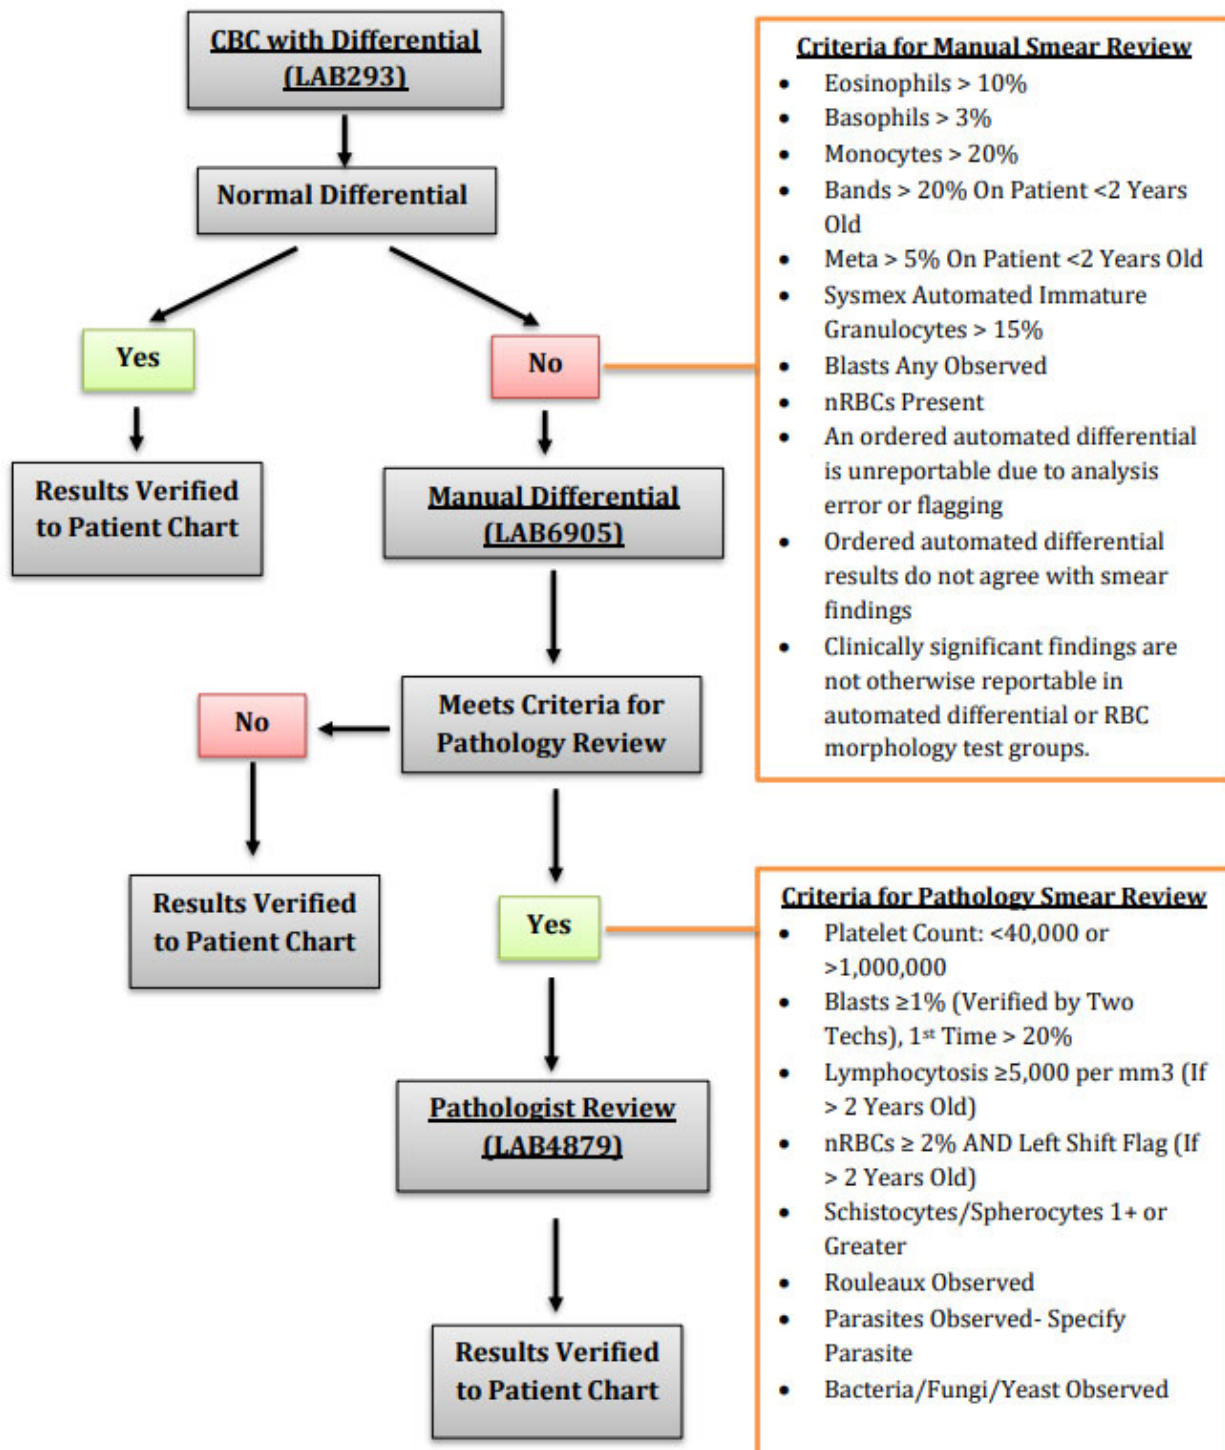 CBC with Differential
(LAB293)
Normal Differential
Yes
No
Results Verified
to Patient Chart
Manual Differential
(LAB6905)
Meets Criteria for
Pathology Review
No
Results Verified
to Patient Chart
Yes
Pathologist Review
(LAB4879)
Results Verified
to Patient Chart
Criteria for Manual Smear Review
• Eosinophils > 10%
• Basophils > 3%
• Monocytes > 20%
• Bands > 20% On Patient <2 Years
Old
• Meta > 5% On Patient <2 Years Old
• Sysmex Automated Immature
Granulocytes > 15%
• Blasts Any Observed
• nRBCs Present
• An ordered automated differential
is unreportable due to analysis
error or flagging
• Ordered automated differential
results do not agree with smear
findings
• Clinically significant findings are
not otherwise reportable in
automated differential or RBC
morphology test groups.
Criteria for Pathology Smear Review
• Platelet Count: <40,000 or
>1,000,000
• Blasts ≥1% (Verified by Two
Techs), 1st Time > 20%
• Lymphocytosis ≥5,000 per mm3 (If
> 2 Years Old)
• nRBCs ≥ 2% AND Left Shift Flag (If
> 2 Years Old)
• Schistocytes/Spherocytes 1+ or
Greater
• Rouleaux Observed
• Parasites Observed- Specify
Parasite
• Bacteria/Fungi/Yeast Observed